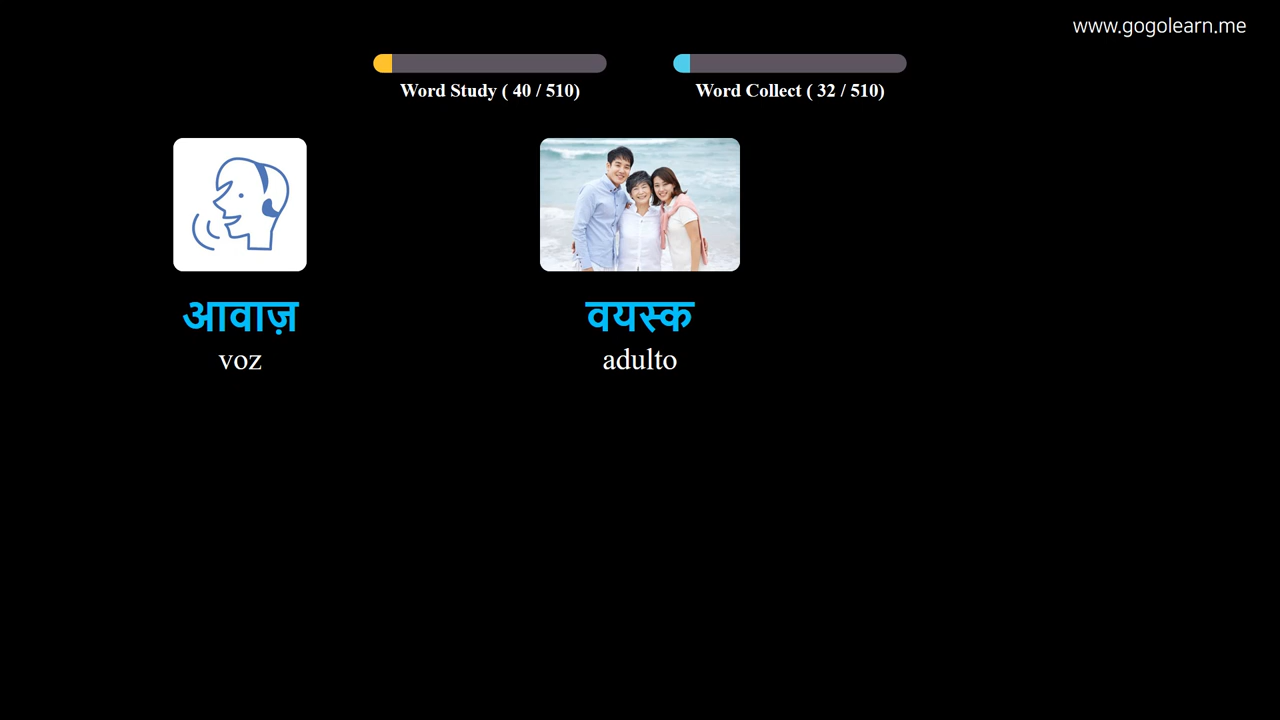 www.gogolearn.me
Word Study ( 40 / 510)
Word Collect ( 32 / 510)
आवाज़
वयस्क
voz
adulto